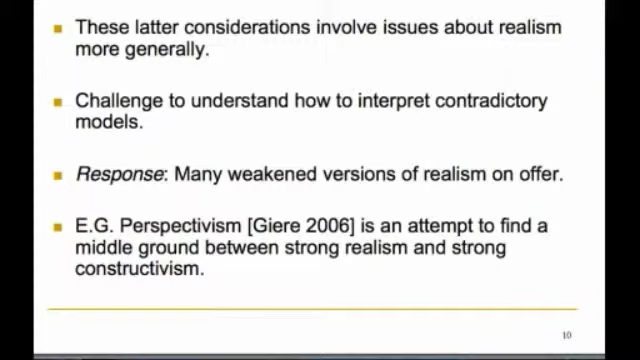 These latter considerations involve issues about realism
more generally.
Challenge to understand how to interpret contradictory
models.
Response: Many weakened versions of realism on offer.
E.G. Perspectivism [Giere 2006] is an attempt to find a
middle ground between strong realism and strong
constructivism.
10